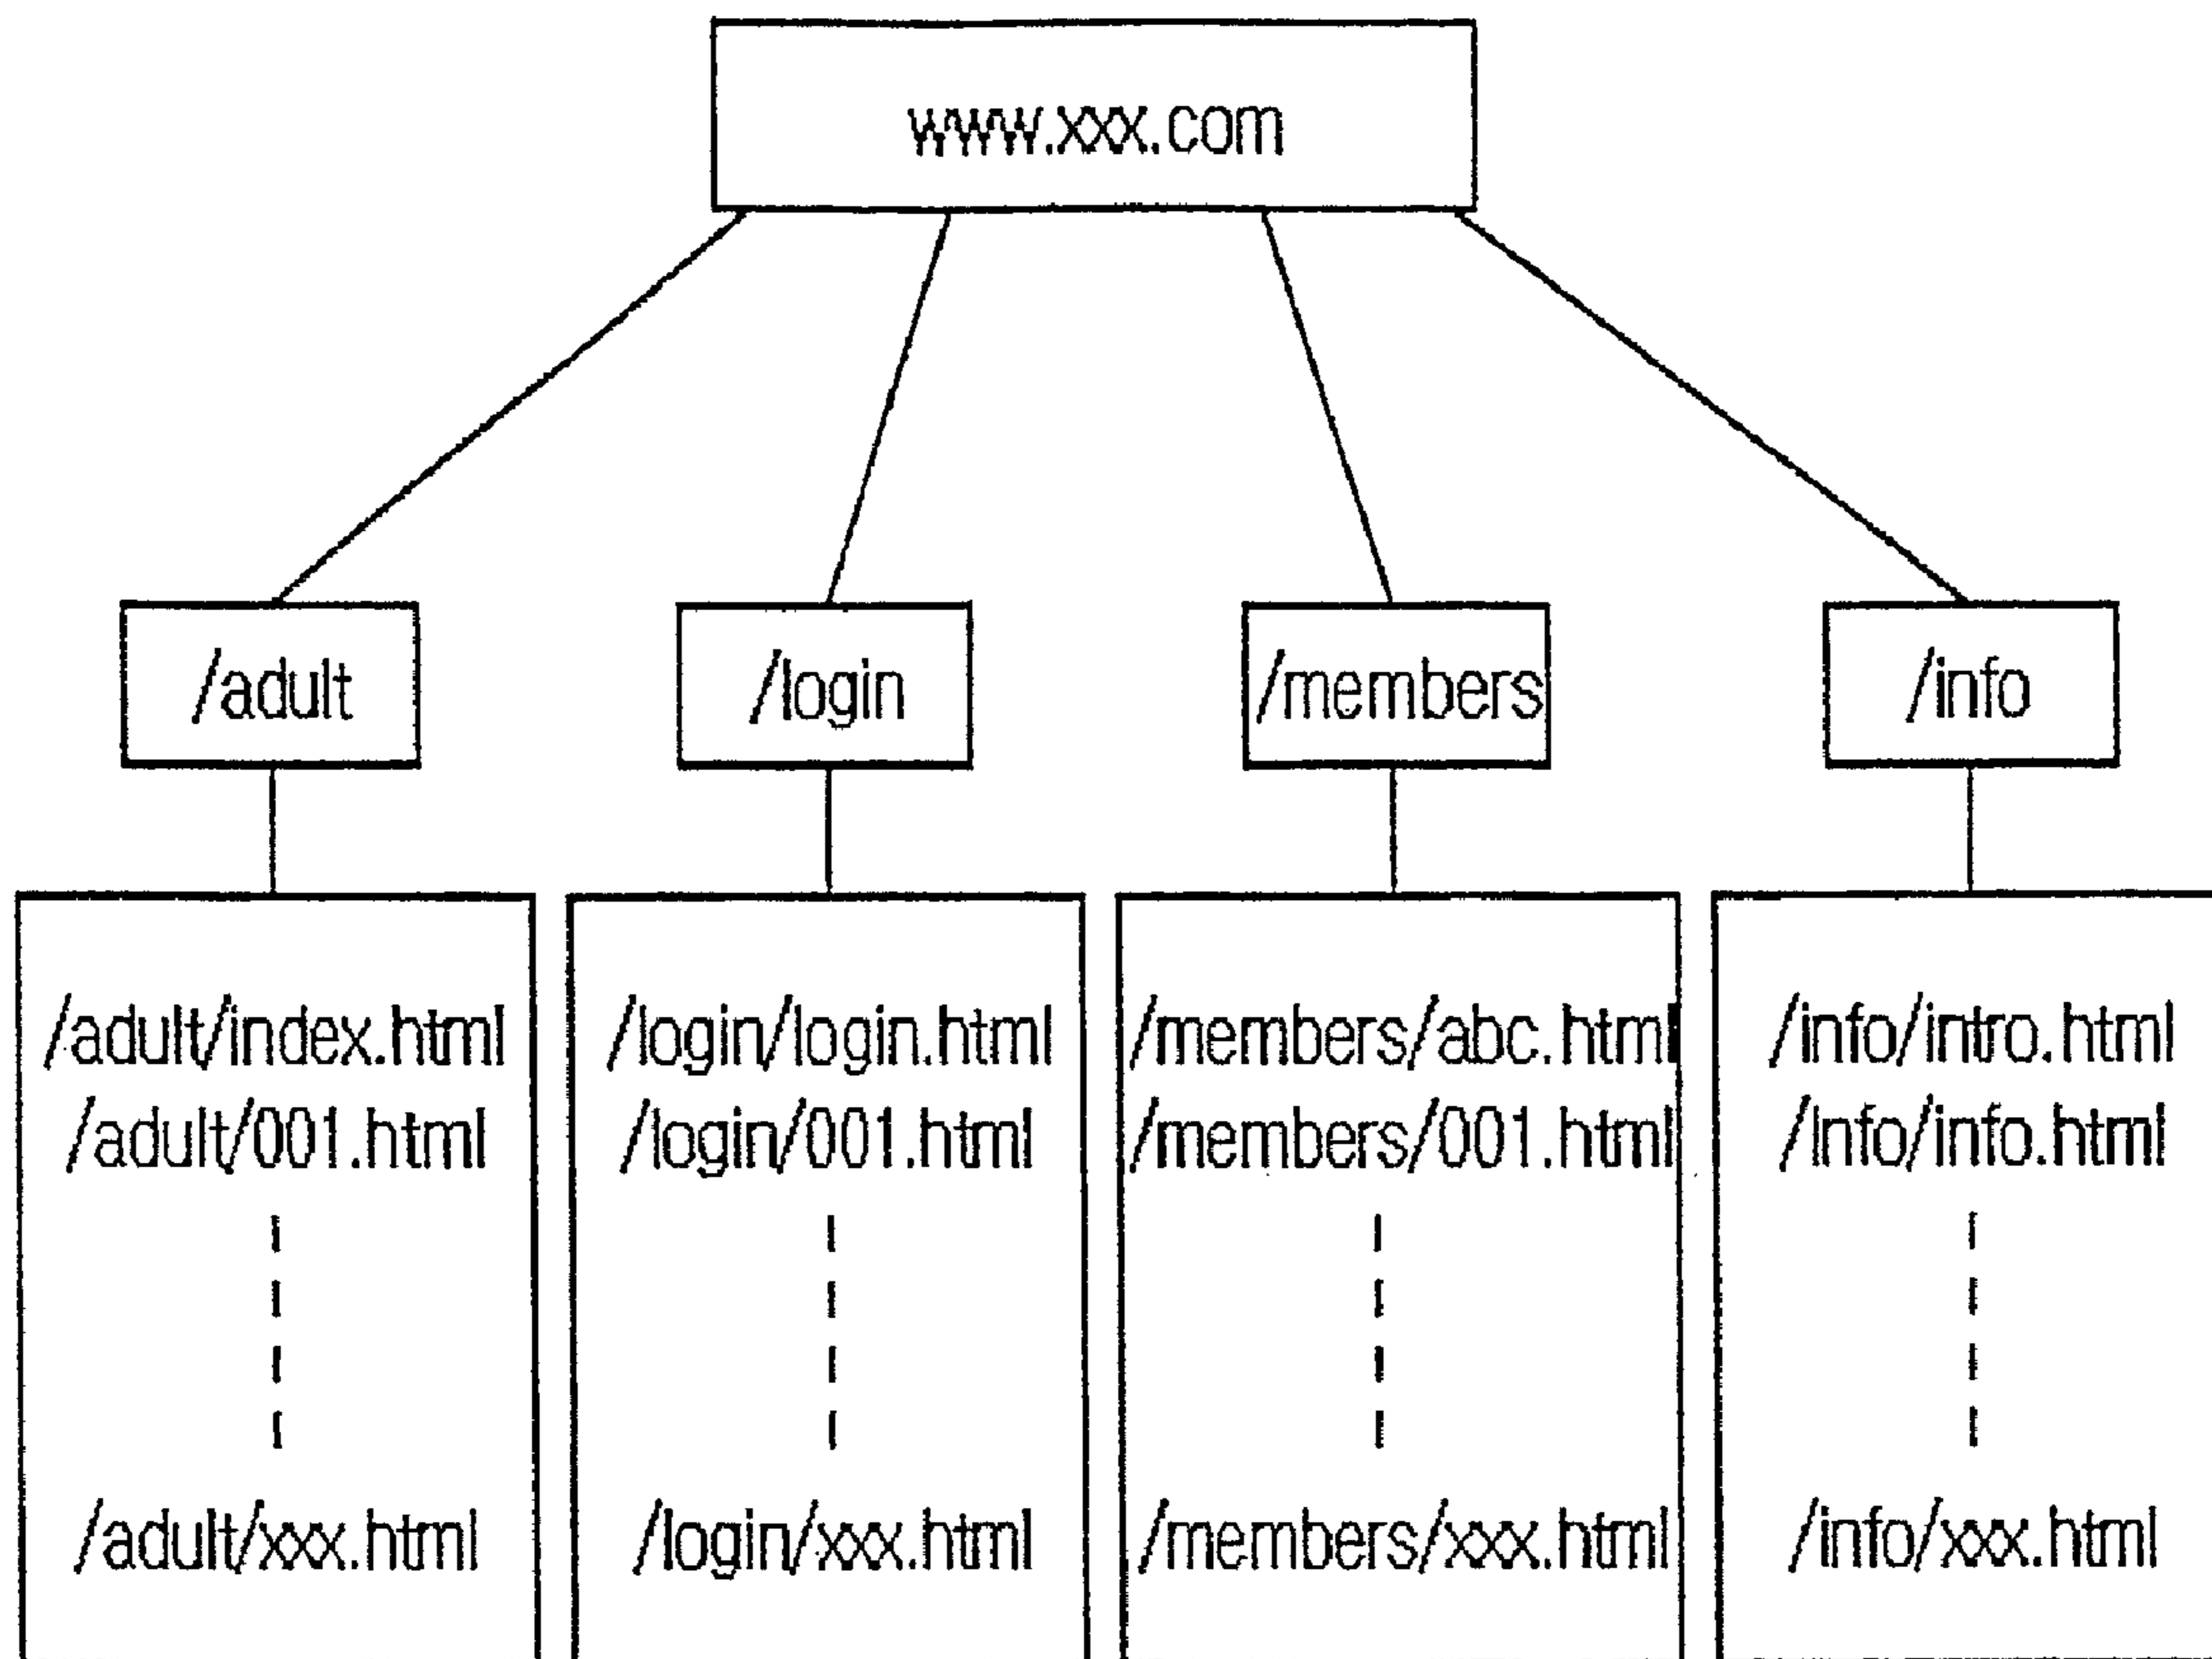 www.xxx.com
/adult
/login
/members
/info
/adult/index.html
/adult/001.html
/adult/xxx.html
/login/login.html
/login/001.html
/login/xxx.html
/members/abc.html
/members/001.html
/members/xxx.html
/info/intro.html
/Info/info.html
/info/xxx.html